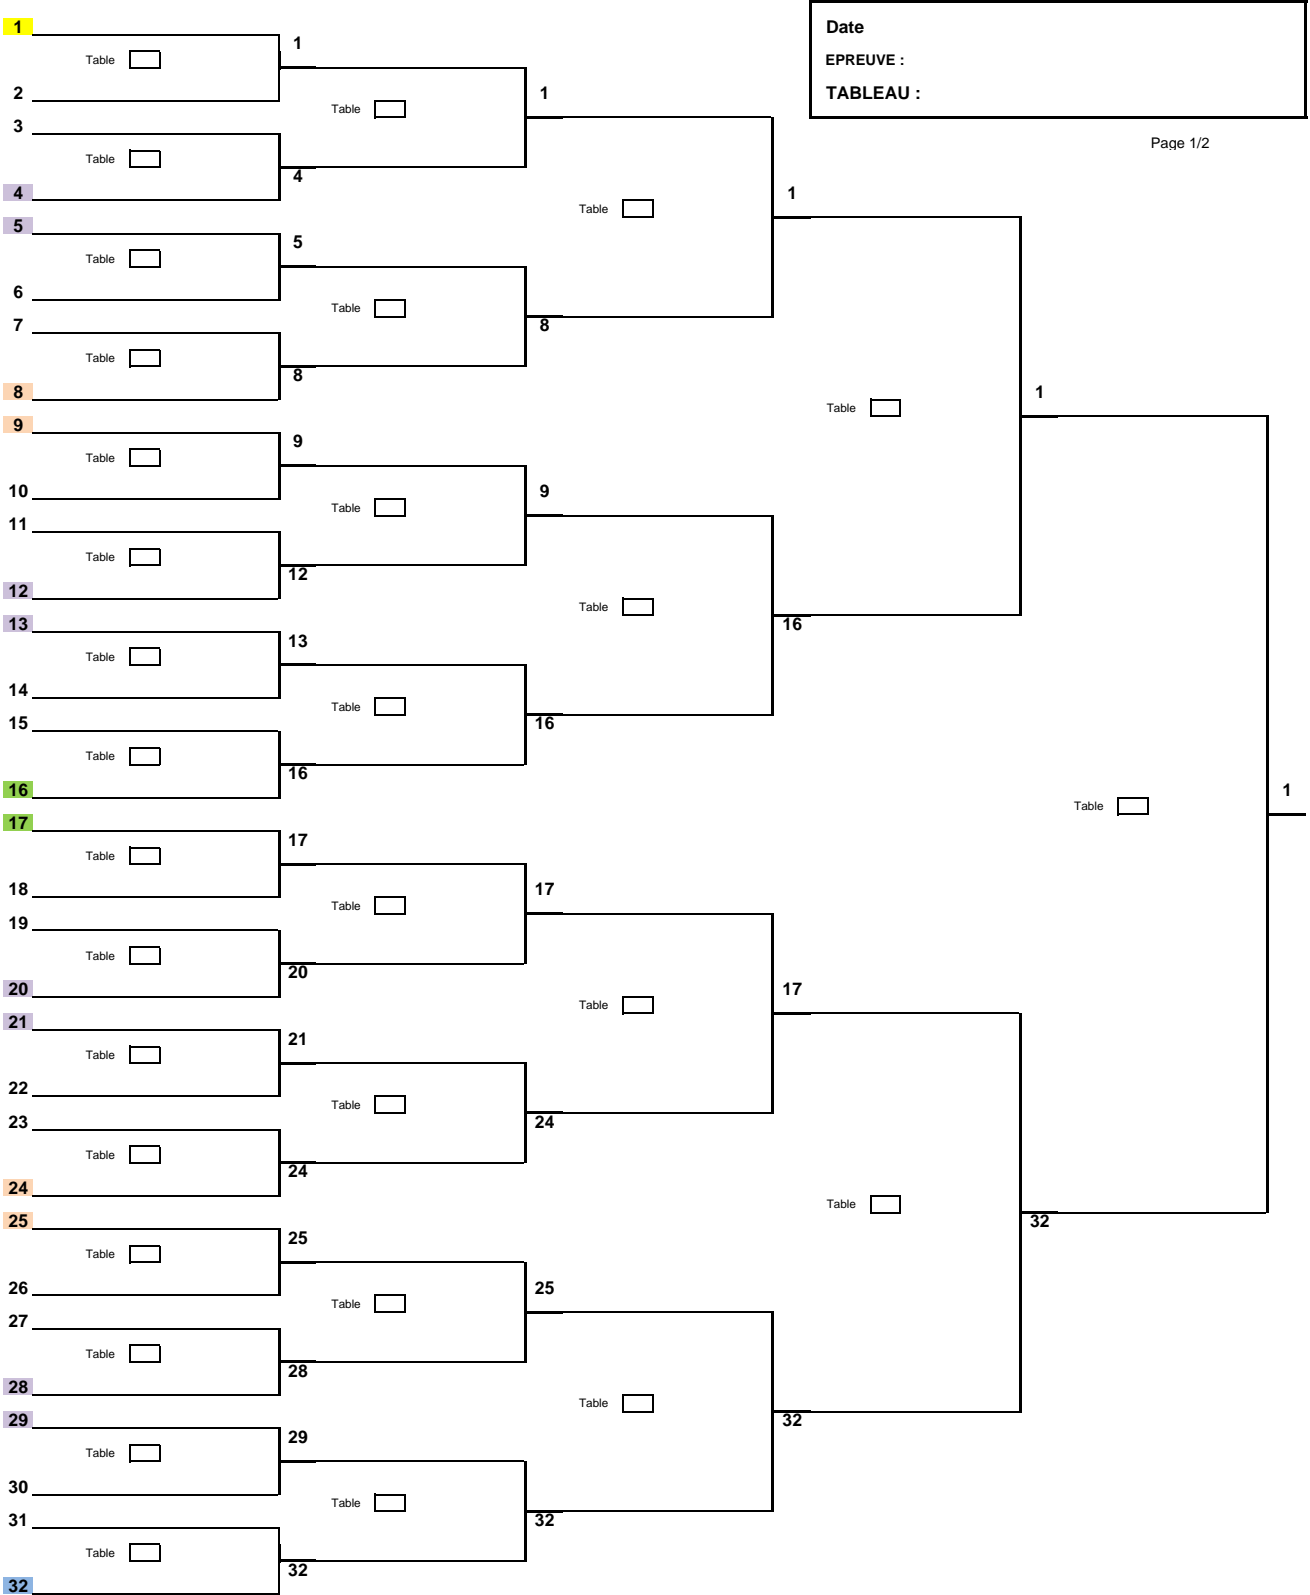 1
Date
1
EPREUVE :
Table
2
1
TABLEAU :
Table
3
Page 1/2
Table
4
4
1
Table
5
5
Table
6
Table
7
8
Table
8
8
1
Table
9
9
Table
10
9
Table
11
Table
12
12
Table
13
16
13
Table
14
Table
15
16
Table
16
16
1
Table
17
17
Table
18
17
Table
19
Table
20
20
17
Table
21
21
Table
22
Table
23
24
Table
24
24
Table
25
32
25
Table
26
25
Table
27
Table
28
28
Table
29
32
29
Table
30
Table
31
32
Table
32
32